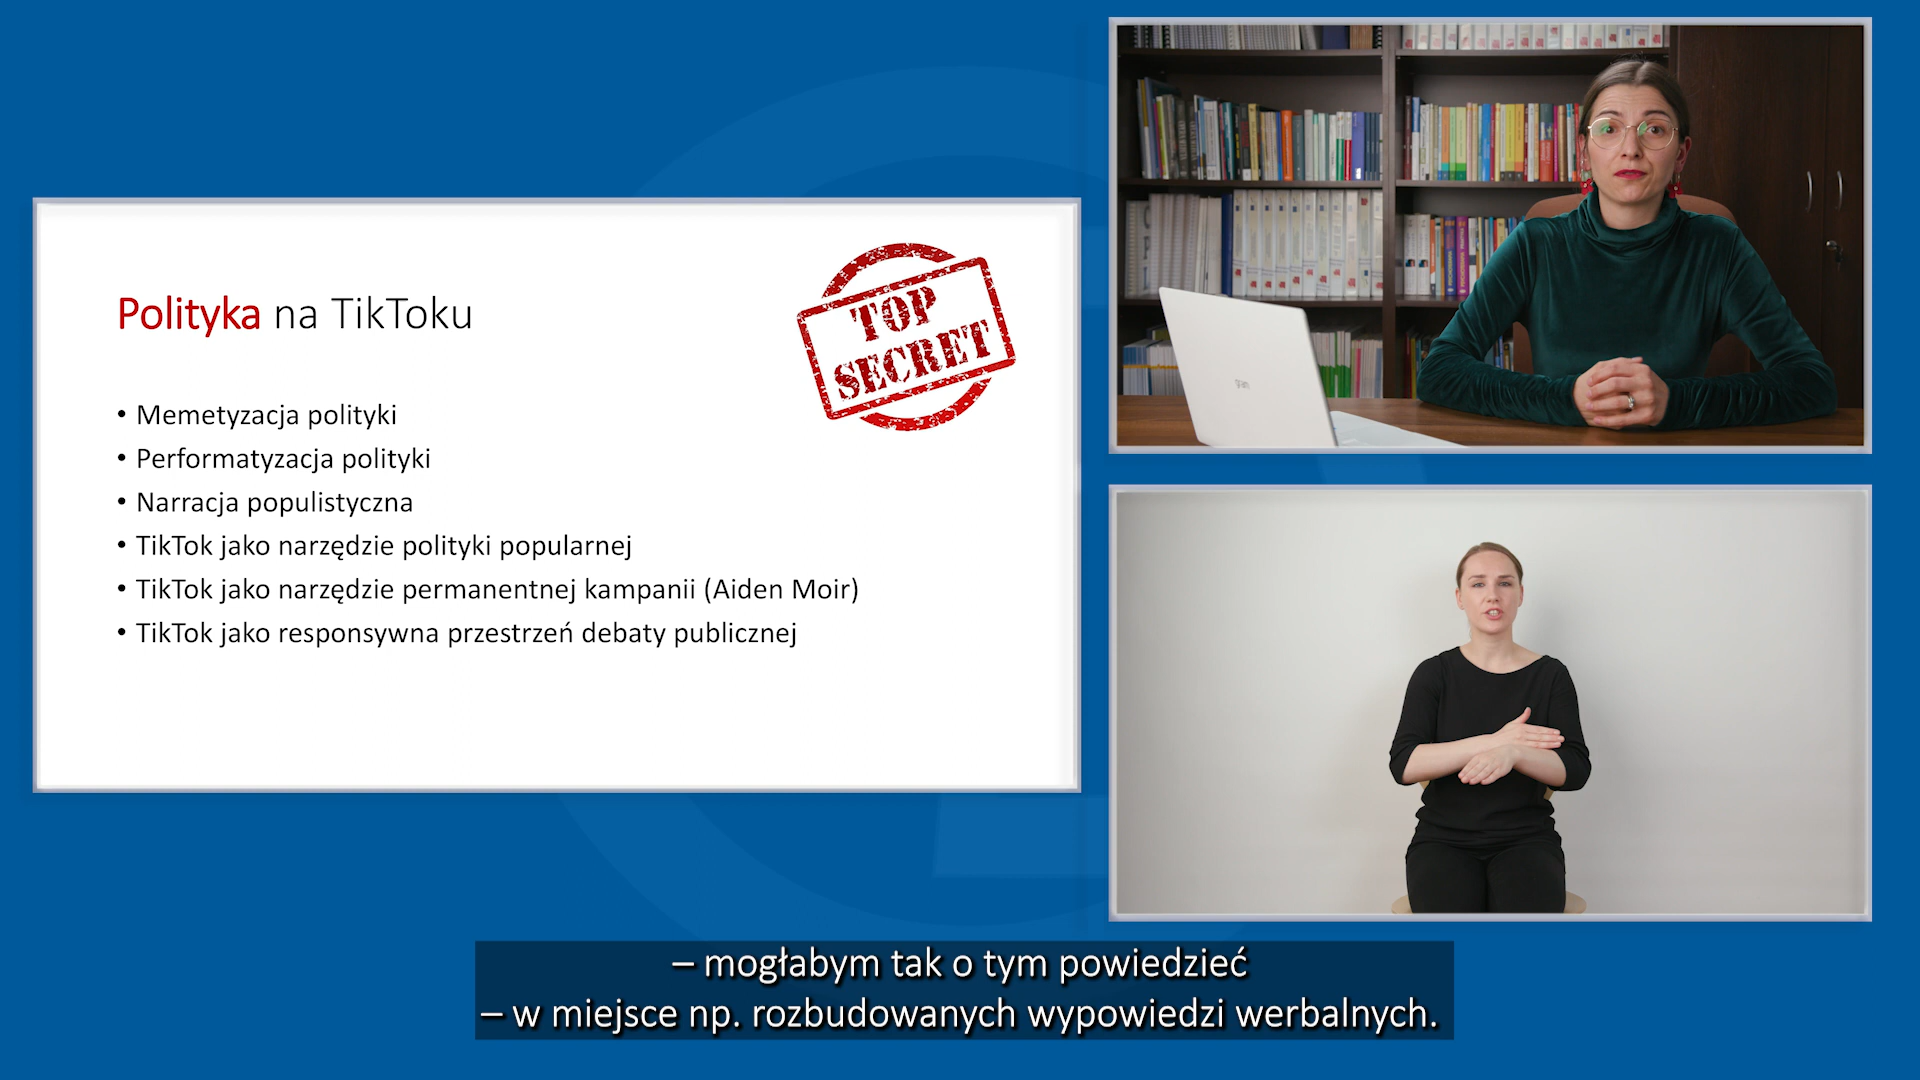 Polityka na TikToku
TOP
SECRET
• Memetyzacja polityki
• Performatyzacja polityki
• Narracja populistyczna
• TikTok jako narzędzie polityki popularnej
• TikTok jako narzędzie permanentnej kampanii (Aiden Moir)
• TikTok jako responsywna przestrzeń debaty publicznej
gram
– mogłabym tak o tym powiedzieć
– w miejsce np. rozbudowanych wypowiedzi werbalnych.